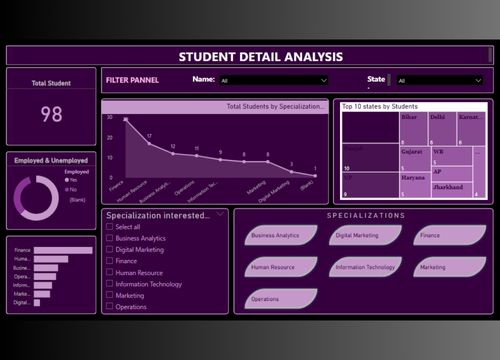 STUDENT DETAIL ANALYSIS
Total Student
98
FILTER PANNEL
Name:
All
State
All
Total Students by Specialization...
30
20
10
0
17
12
11
9
8
8
3
1
Finance
Human Resource
Business Analyti...
Operations
Information Tec...
Marketing
Digital Marketing
(Blank)
Top 10 states by Students
10
9
Bihar
8
Delhi
8
Karnat...
8
Gujarat
5
Haryana
5
WB
AP
Jharkhand
...
4
Employed & Unemployed
Employed
Yes
No
(Blank)
Finance
Huma...
Busine...
Opera...
Inform...
Marke...
Digital...
Specialization interested...
Select all
Business Analytics
Digital Marketing
Finance
Human Resource
Information Technology
Marketing
Operations
SPECIALIZATIONS
Business Analytics
Digital Marketing
Finance
Human Resource
Information Technology
Marketing
Operations